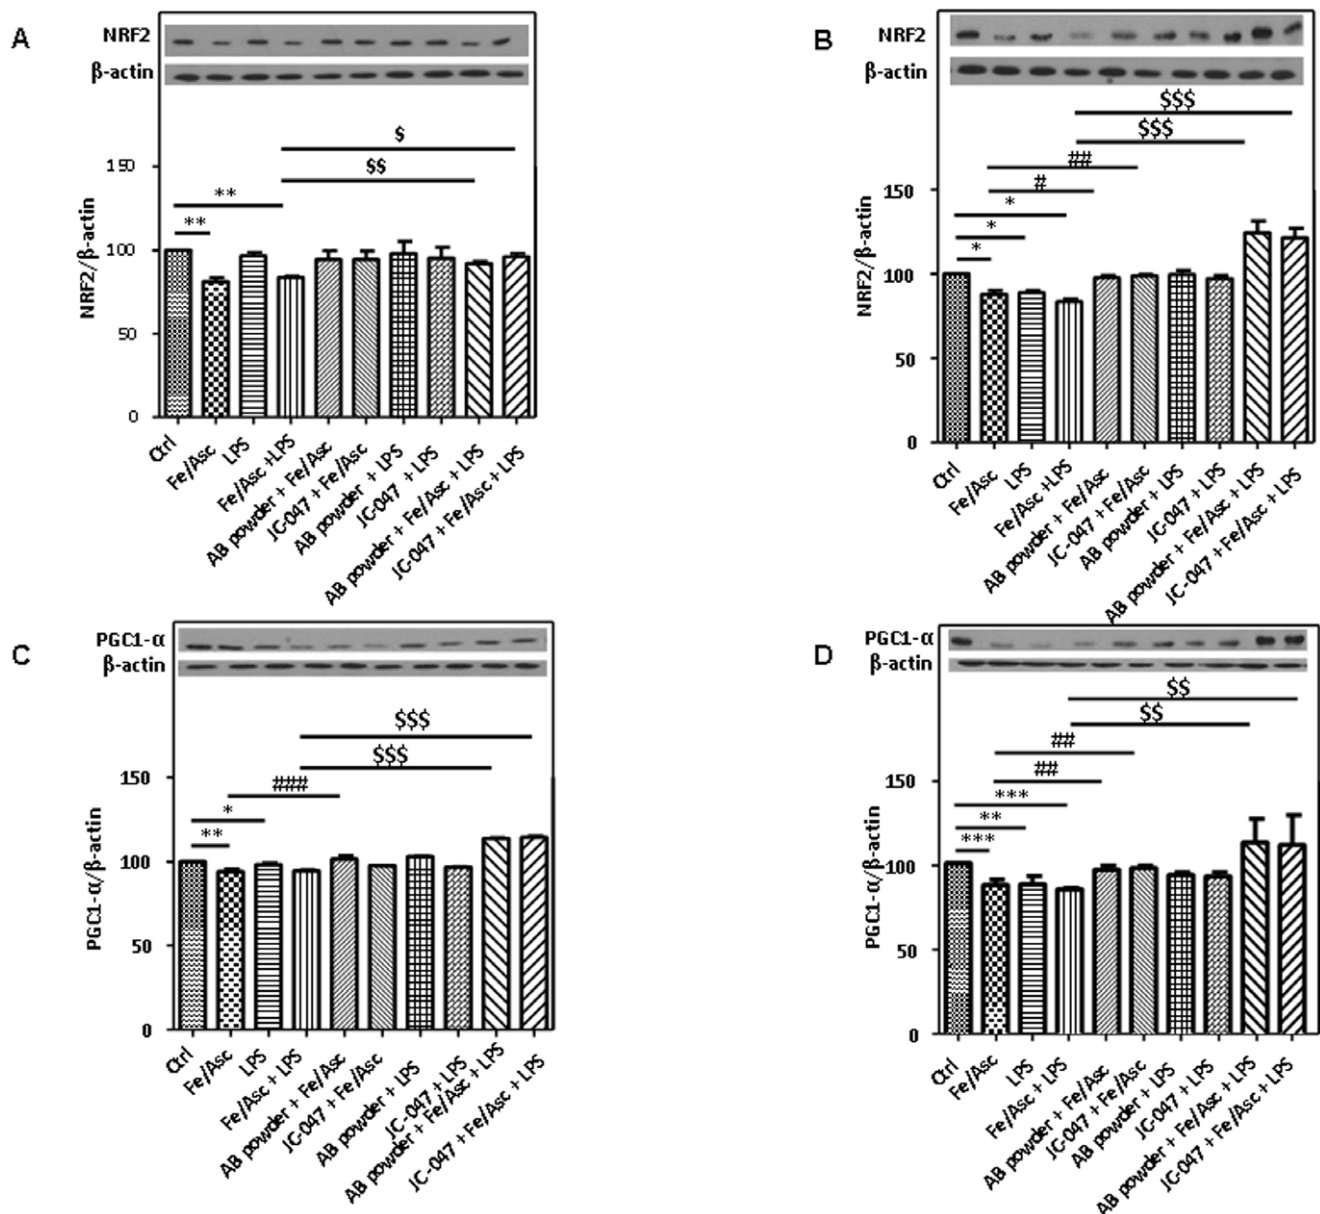 A
NRF2
β-actin
$
$$
**
**
150
100
50
0
NRF2/β-actin
Ctrl
Fe/Asc
LPS
Fe/Asc +LPS
AB powder + Fe/Asc
JC-047 + Fe/Asc
AB powder + LPS
JC-047 + LPS
AB powder + Fe/Asc + LPS
JC-047 + Fe/Asc + LPS
B
NRF2
β-actin
$$$
$$$
##
#
*
*
*
150
100
50
0
NRF2/β-actin
Ctrl
Fe/Asc
LPS
Fe/Asc +LPS
AB powder + Fe/Asc
JC-047 + Fe/Asc
AB powder + LPS
JC-047 + LPS
AB powder + Fe/Asc + LPS
JC-047 + Fe/Asc + LPS
C
PGC1-α
β-actin
$$$
$$$
###
*
**
150
100
50
0
PGC1-α/β-actin
Ctrl
Fe/Asc
LPS
Fe/Asc + LPS
AB powder + Fe/Asc
JC-047 + Fe/Asc
AB powder + LPS
JC-047 + LPS
AB powder + Fe/Asc + LPS
JC-047 + Fe/Asc + LPS
D
PGC1-α
β-actin
$$
$$
##
##
***
**
***
150
100
50
0
PGC1-α/β-actin
Ctrl
Fe/Asc
LPS
Fe/Asc + LPS
AB powder + Fe/Asc
JC-047 + Fe/Asc
AB powder + LPS
JC-047 + LPS
AB powder + Fe/Asc + LPS
JC-047 + Fe/Asc + LPS